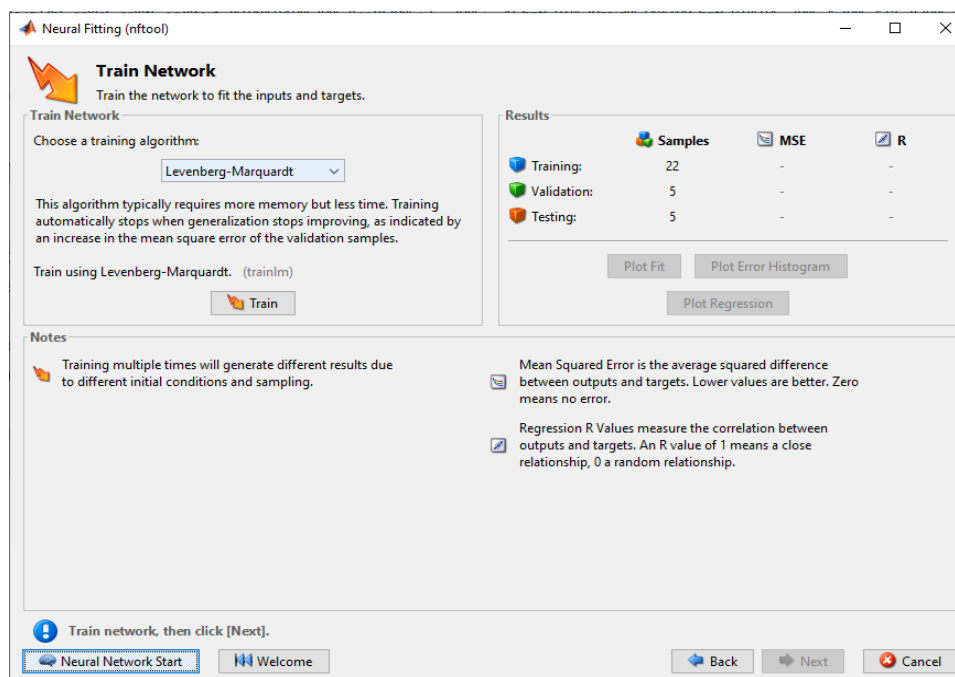 Neural Fitting (nftool)
Train Network
Train the network to fit the inputs and targets.
Train Network
Choose a training algorithm:
Levenberg-Marquardt
This algorithm typically requires more memory but less time. Training
automatically stops when generalization stops improving, as indicated by
an increase in the mean square error of the validation samples.
Train using Levenberg-Marquardt. (trainlm)
Train
Results
Samples MSE R
Training: 22 - -
Validation: 5 - -
Testing: 5 - -
Plot Fit Plot Error Histogram
Plot Regression
Notes
Training multiple times will generate different results due
to different initial conditions and sampling.
Mean Squared Error is the average squared difference
between outputs and targets. Lower values are better. Zero
means no error.
Regression R Values measure the correlation between
outputs and targets. An R value of 1 means a close
relationship, 0 a random relationship.
Train network, then click [Next].
Neural Network Start Welcome Back Next Cancel